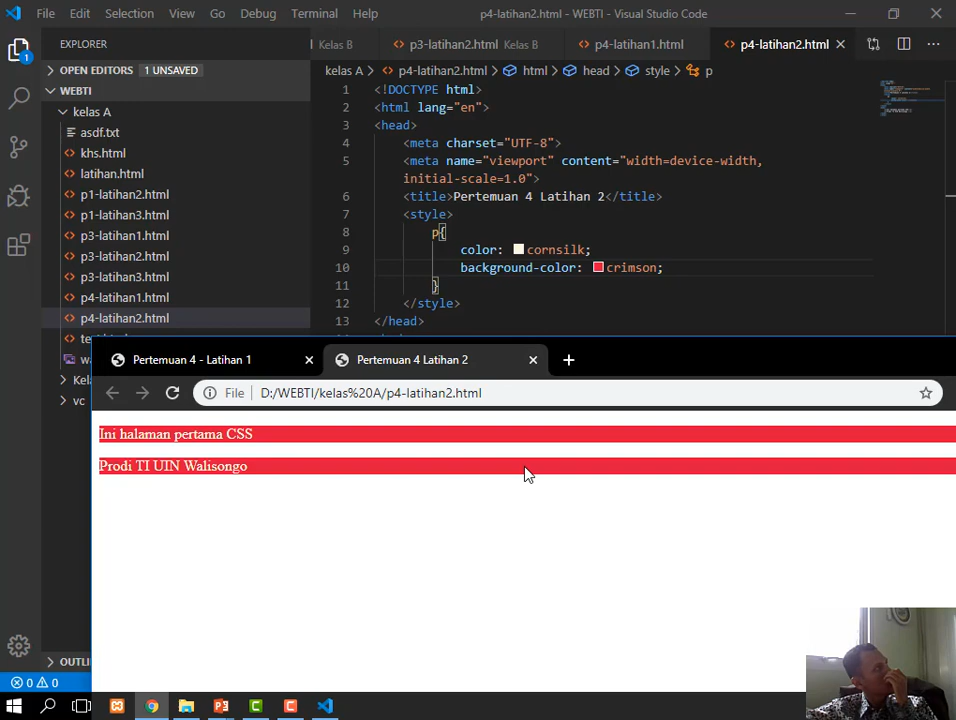 File Edit Selection View Go Debug Terminal Help p4-latihan2.html - WEBTI - Visual Studio Code
EXPLORER
OPEN EDITORS 1 UNSAVED
WEBTI
kelas A
asdf.txt
khs.html
latihan.html
p1-latihan2.html
p1-latihan3.html
p3-latihan1.html
p3-latihan2.html
p3-latihan3.html
p4-latihan1.html
p4-latihan2.html
Kelas B p3-latihan2.html Kelas B p4-latihan1.html p4-latihan2.html
kelas A > p4-latihan2.html > html > head > style > p
1 <!DOCTYPE html>
2 <html lang="en">
3 <head>
4 <meta charset="UTF-8">
5 <meta name="viewport" content="width=device-width,
initial-scale=1.0">
6 <title>Pertemuan 4 Latihan 2</title>
7 <style>
8 p{
9 color: cornsilk;
10 background-color: crimson;
11 }
12 </style>
13 </head>
vc
OUTLI
0 0
1
Pertemuan 4 - Latihan 1 Pertemuan 4 Latihan 2
File D:/WEBTI/kelas%20A/p4-latihan2.html
Ini halaman pertama CSS
Prodi TI UIN Walisongo